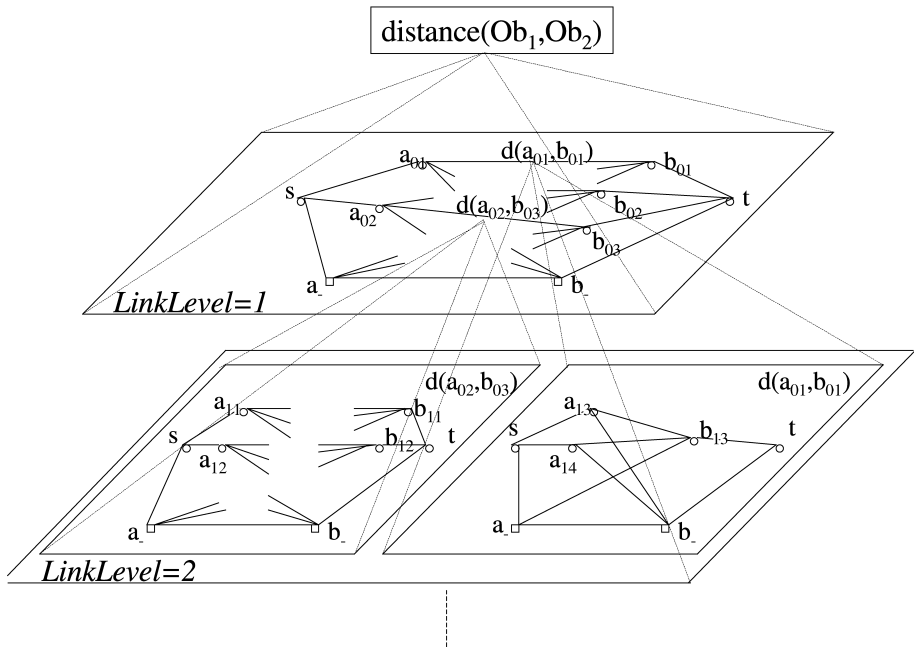 distance(Ob₁,Ob₂)
a₀₁ d(a₀₁,b₀₁) b₀₁
s a₀₂ d(a₀₂,b₀₃) b₀₂ t
b₀₃
a₋ b₋
LinkLevel=1
d(a₀₂,b₀₃) d(a₀₁,b₀₁)
a₁₁ b₁₁ a₁₃
s a₁₂ b₁₂ t s a₁₄ b₁₃ t
a₋ b₋ a₋ b₋
LinkLevel=2